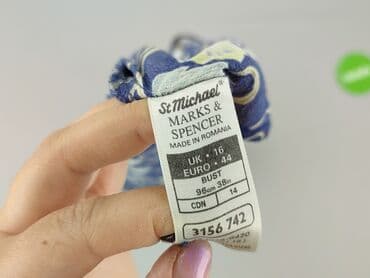 St Michael®
MARKS &
SPENCER
MADE IN ROMANIA
UK • 16
EURO • 44
BUST
96cm 38in
CDN 14
3156 742